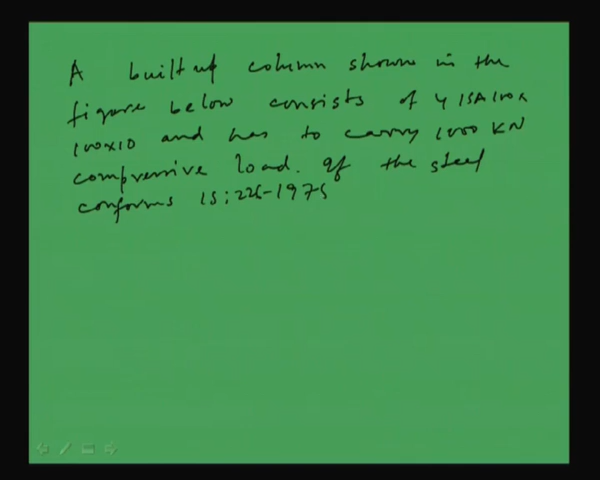 A built up column shown in the
figure below consists of 4 ISA 100x
100x10 and has to carry 1000 KN
compressive load. If the steel
conforms IS:226-1975